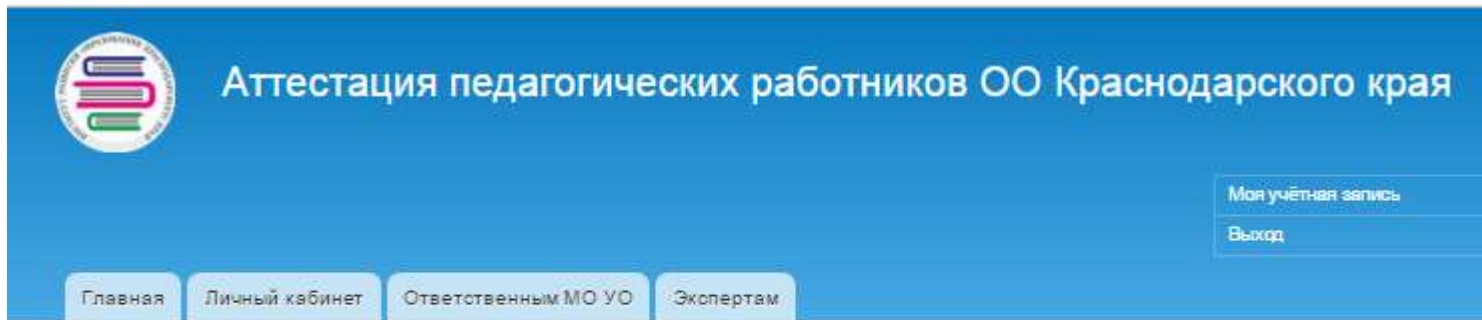 Аттестация педагогических работников ОО Краснодарского края
Моя учётная запись
Выход
Главная
Личный кабинет
Ответственным МО УО
Экспертам